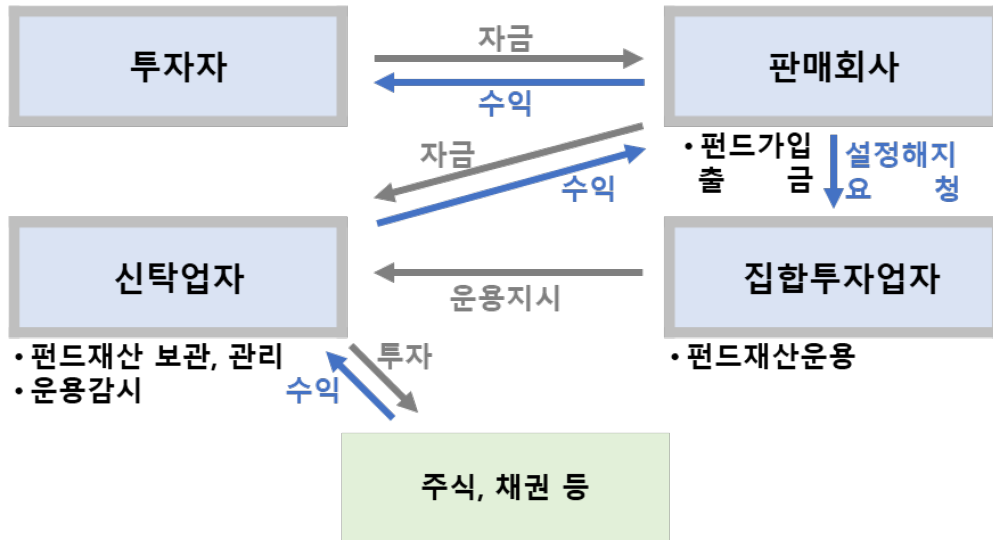 투자자
자금
수익
판매회사
• 펀드가입
출 금
설정해지
요 청
자금
수익
신탁업자
운용지시
집합투자업자
• 펀드재산 보관, 관리
• 운용감시
• 펀드재산운용
투자
수익
주식, 채권 등